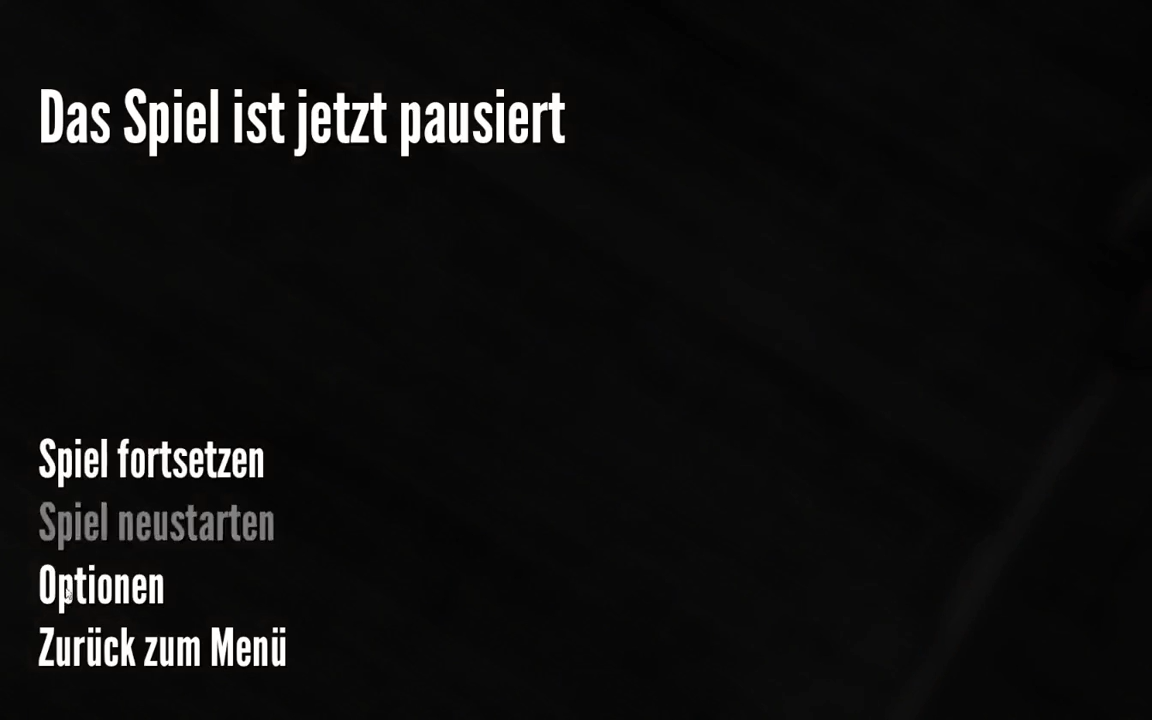 Das Spiel ist jetzt pausiert
Spiel fortsetzen
Spiel neustarten
Optionen
Zurück zum Menü